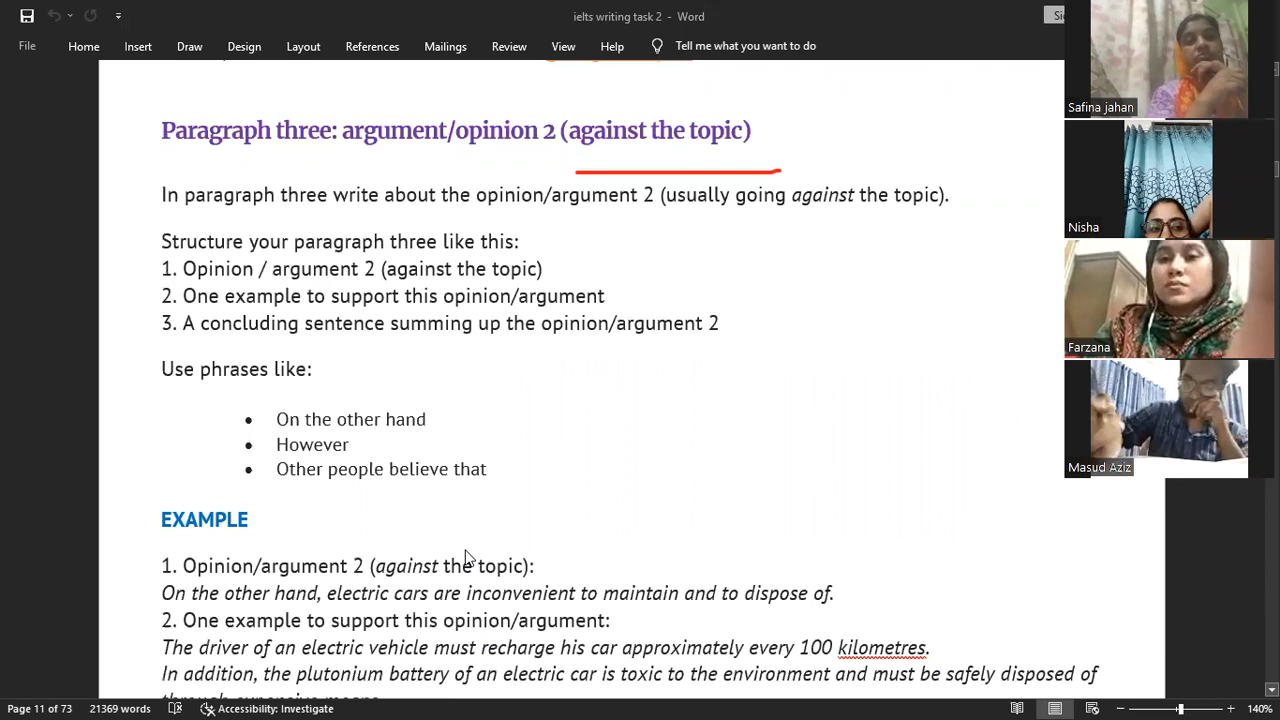 ielts writing task 2 - Word
File Home Insert Draw Design Layout References Mailings Review View Help Tell me what you want to do
Paragraph three: argument/opinion 2 (against the topic)
In paragraph three write about the opinion/argument 2 (usually going against the topic).
Structure your paragraph three like this:
1. Opinion / argument 2 (against the topic)
2. One example to support this opinion/argument
3. A concluding sentence summing up the opinion/argument 2
Use phrases like:
• On the other hand
• However
• Other people believe that
EXAMPLE
1. Opinion/argument 2 (against the topic):
On the other hand, electric cars are inconvenient to maintain and to dispose of.
2. One example to support this opinion/argument:
The driver of an electric vehicle must recharge his car approximately every 100 kilometres.
In addition, the plutonium battery of an electric car is toxic to the environment and must be safely disposed of
through expensive means
Safina jahan
Nisha
Farzana
Masud Aziz
Page 11 of 73 21369 words Accessibility: Investigate 140%